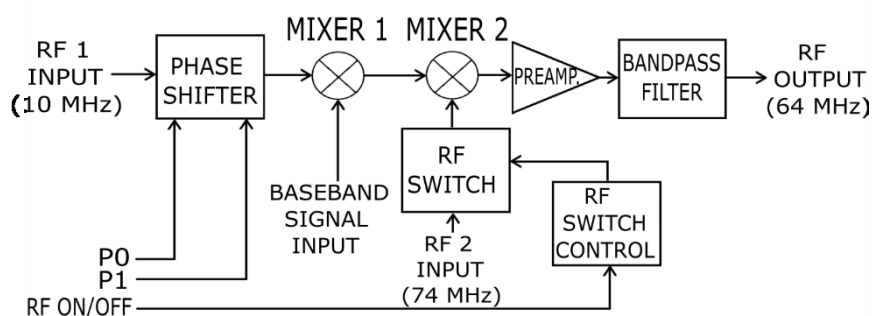 RF 1
INPUT
(10 MHz)
PHASE
SHIFTER
MIXER 1
MIXER 2
PREAMP.
BANDPASS
FILTER
RF
OUTPUT
(64 MHz)
BASEBAND
SIGNAL
INPUT
RF
SWITCH
RF 2
INPUT
(74 MHz)
RF
SWITCH
CONTROL
P0
P1
RF ON/OFF